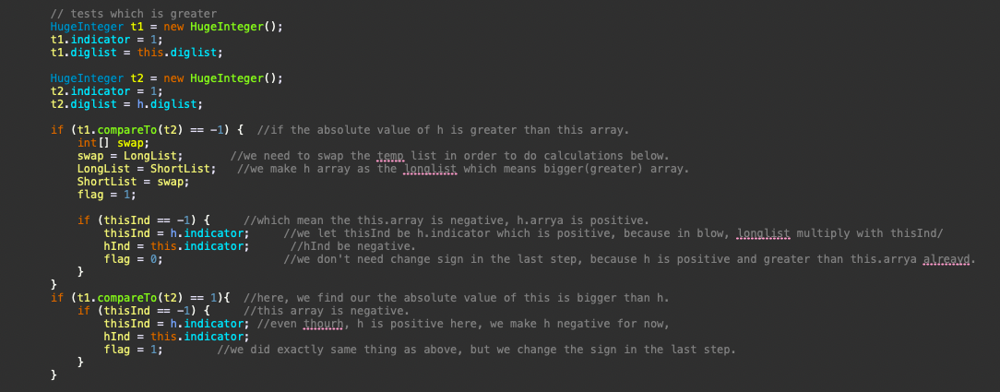 // tests which is greater
HugeInteger t1 = new HugeInteger();
t1.indicator = 1;
t1.diglist = this.diglist;
HugeInteger t2 = new HugeInteger();
t2.indicator = 1;
t2.diglist = h.diglist;
if (t1.compareTo(t2) == -1) {  //if the absolute value of h is greater than this array.
int[] swap;
swap = LongList;       //we need to swap the temp list in order to do calculations below.
LongList = ShortList;   //we make h array as the longlist which means bigger(greater) array.
ShortList = swap;
flag = 1;
if (thisInd == -1) {     //which mean the this.array is negative, h.arrya is positive.
thisInd = h.indicator;     //we let thisInd be h.indicator which is positive, because in blow, longlist multiply with thisInd/
hInd = this.indicator;      //hInd be negative.
flag = 0;                  //we don't need change sign in the last step, because h is positive and greater than this.arrya alreayd.
}
}
if (t1.compareTo(t2) == 1){  //here, we find our the absolute value of this is bigger than h.
if (thisInd == -1) {     //this array is negative.
thisInd = h.indicator; //even thourh, h is positive here, we make h negative for now,
hInd = this.indicator;
flag = 1;        //we did exactly same thing as above, but we change the sign in the last step.
}
}